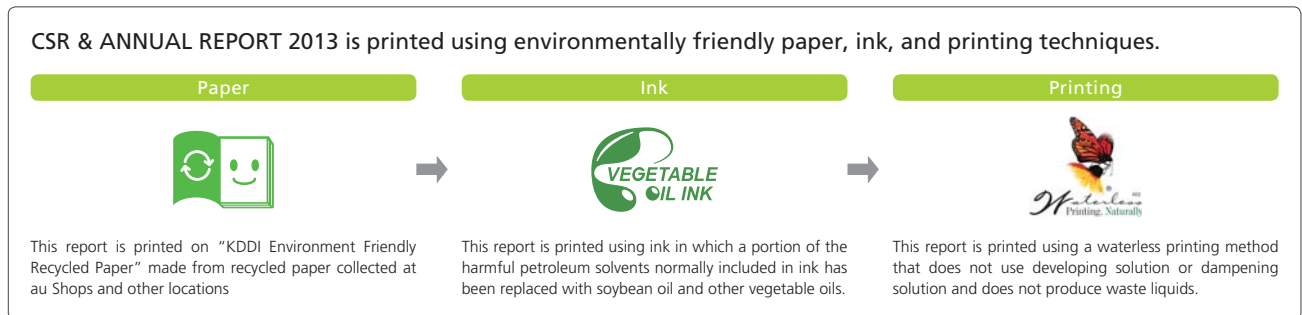 CSR & ANNUAL REPORT 2013 is printed using environmentally friendly paper, ink, and printing techniques.
Paper
This report is printed on “KDDI Environment Friendly
Recycled Paper” made from recycled paper collected at
au Shops and other locations
Ink
VEGETABLE
OIL INK
This report is printed using ink in which a portion of the
harmful petroleum solvents normally included in ink has
been replaced with soybean oil and other vegetable oils.
Printing
Waterless
Printing. Naturally
This report is printed using a waterless printing method
that does not use developing solution or dampening
solution and does not produce waste liquids.